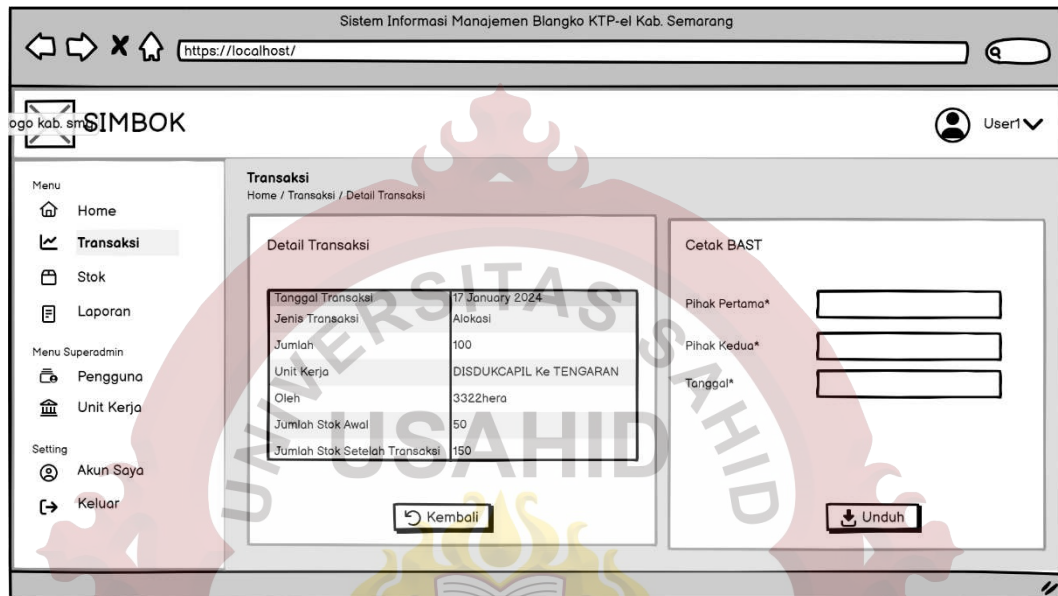 Sistem Informasi Manajemen Blangko KTP-el Kab. Semarang
https://localhost/
ogo kab. smg
SIMBOK
User1
Menu
Home
Transaksi
Stok
Laporan
Menu Superadmin
Pengguna
Unit Kerja
Setting
Akun Saya
Keluar
Transaksi
Home / Transaksi / Detail Transaksi
Detail Transaksi
Tanggal Transaksi 17 January 2024
Jenis Transaksi Alokasi
Jumlah 100
Unit Kerja DISDUKCAPIL Ke TENGARAN
Oleh 3322hera
Jumlah Stok Awal 50
Jumlah Stok Setelah Transaksi 150
Kembali
Cetak BAST
Pihak Pertama*
Pihak Kedua*
Tanggal*
Unduh
UNIVERSITAS SAHID
USAHID